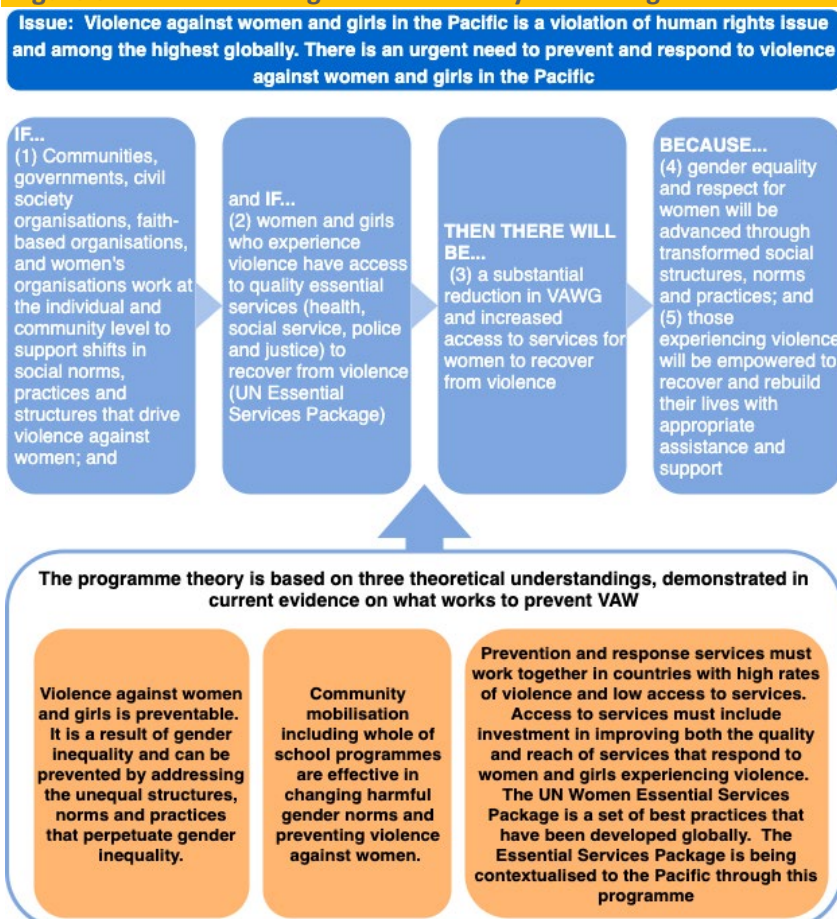 Issue: Violence against women and girls in the Pacific is a violation of human rights issue
and among the highest globally. There is an urgent need to prevent and respond to violence
against women and girls in the Pacific
IF...
(1) Communities,
governments, civil
society
organisations, faith-
based organisations,
and women's
organisations work at
the individual and
community level to
support shifts in
social norms,
practices and
structures that drive
violence against
women; and
and IF...
(2) women and girls
who experience
violence have access
to quality essential
services (health,
social service, police
and justice) to
recover from violence
(UN Essential
Services Package)
THEN THERE WILL
BE...
(3) a substantial
reduction in VAWG
and increased
access to services for
women to recover
from violence
BECAUSE...
(4) gender equality
and respect for
women will be
advanced through
transformed social
structures, norms
and practices; and
(5) those
experiencing violence
will be empowered to
recover and rebuild
their lives with
appropriate
assistance and
support
The programme theory is based on three theoretical understandings, demonstrated in
current evidence on what works to prevent VAW
Violence against women
and girls is preventable.
It is a result of gender
inequality and can be
prevented by addressing
the unequal structures,
norms and practices
that perpetuate gender
inequality.
Community
mobilisation
including whole of
school programmes
are effective in
changing harmful
gender norms and
preventing violence
against women.
Prevention and response services must
work together in countries with high rates
of violence and low access to services.
Access to services must include
investment in improving both the quality
and reach of services that respond to
women and girls experiencing violence.
The UN Women Essential Services
Package is a set of best practices that
have been developed globally. The
Essential Services Package is being
contextualised to the Pacific through this
programme